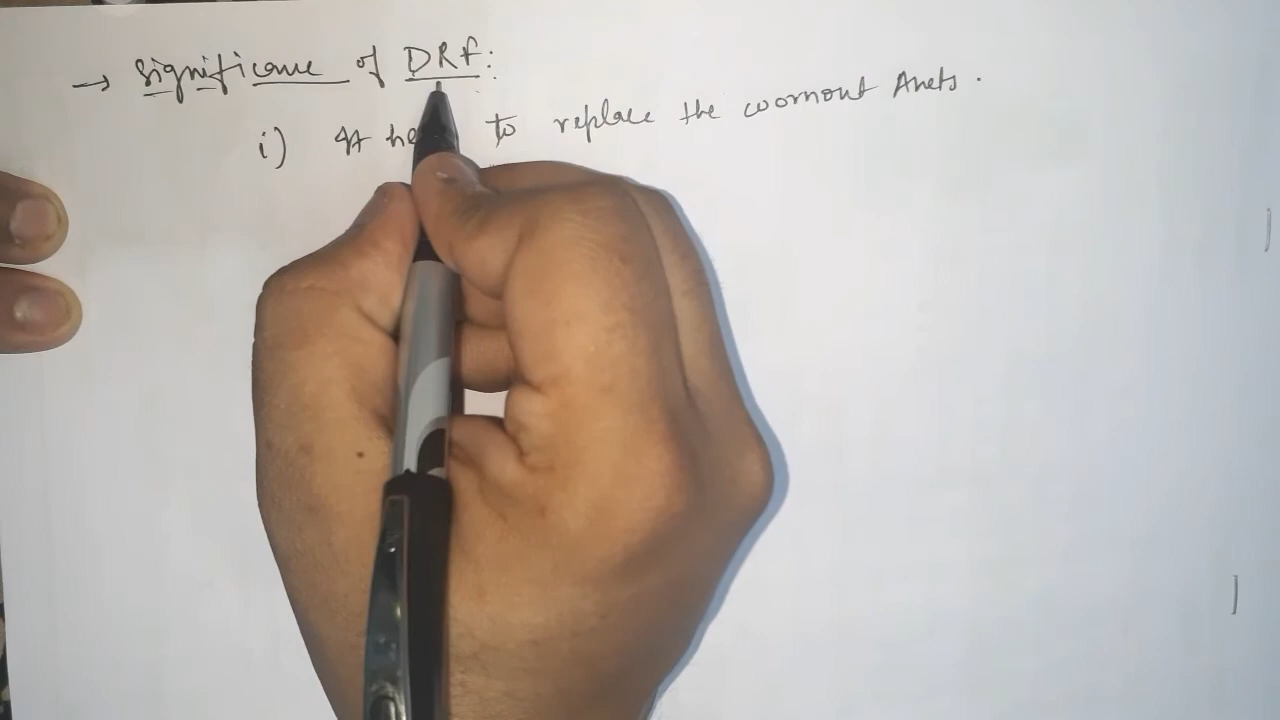 → Significance of DRF:
i) It he to replace the wornout Assets.